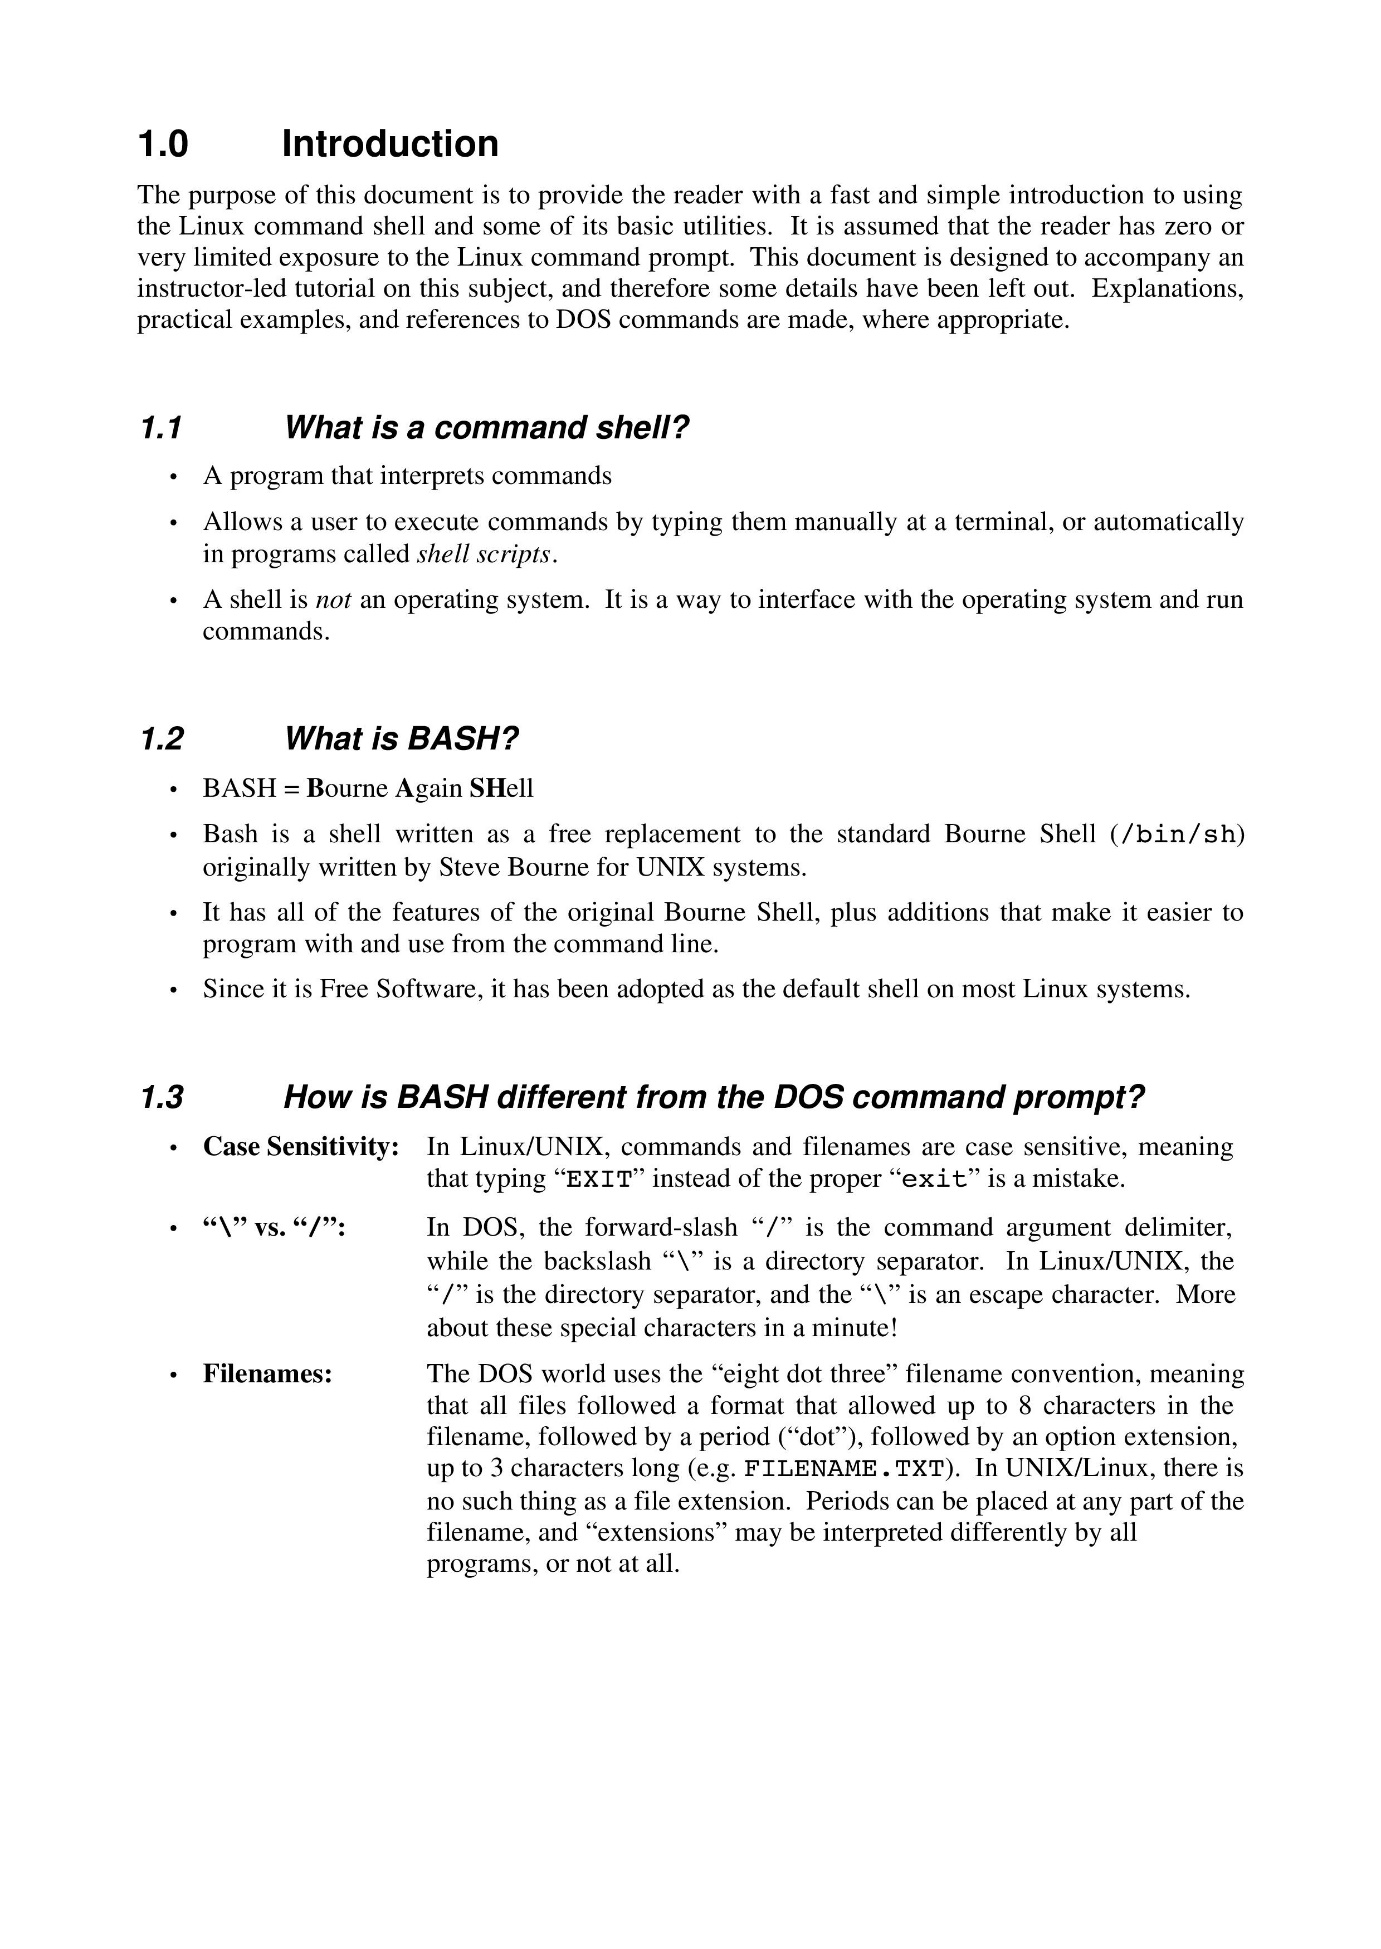 1.0 Introduction
The purpose of this document is to provide the reader with a fast and simple introduction to using
the Linux command shell and some of its basic utilities. It is assumed that the reader has zero or
very limited exposure to the Linux command prompt. This document is designed to accompany an
instructor-led tutorial on this subject, and therefore some details have been left out. Explanations,
practical examples, and references to DOS commands are made, where appropriate.
1.1 What is a command shell?
• A program that interprets commands
• Allows a user to execute commands by typing them manually at a terminal, or automatically
in programs called shell scripts.
• A shell is not an operating system. It is a way to interface with the operating system and run
commands.
1.2 What is BASH?
• BASH = Bourne Again SHell
• Bash is a shell written as a free replacement to the standard Bourne Shell (/bin/sh)
originally written by Steve Bourne for UNIX systems.
• It has all of the features of the original Bourne Shell, plus additions that make it easier to
program with and use from the command line.
• Since it is Free Software, it has been adopted as the default shell on most Linux systems.
1.3 How is BASH different from the DOS command prompt?
• Case Sensitivity: In Linux/UNIX, commands and filenames are case sensitive, meaning
that typing “EXIT” instead of the proper “exit” is a mistake.
• “\” vs. “/”: In DOS, the forward-slash “/” is the command argument delimiter,
while the backslash “\” is a directory separator. In Linux/UNIX, the
“/” is the directory separator, and the “\” is an escape character. More
about these special characters in a minute!
• Filenames: The DOS world uses the “eight dot three” filename convention, meaning
that all files followed a format that allowed up to 8 characters in the
filename, followed by a period (“dot”), followed by an option extension,
up to 3 characters long (e.g. FILENAME.TXT). In UNIX/Linux, there is
no such thing as a file extension. Periods can be placed at any part of the
filename, and “extensions” may be interpreted differently by all
programs, or not at all.